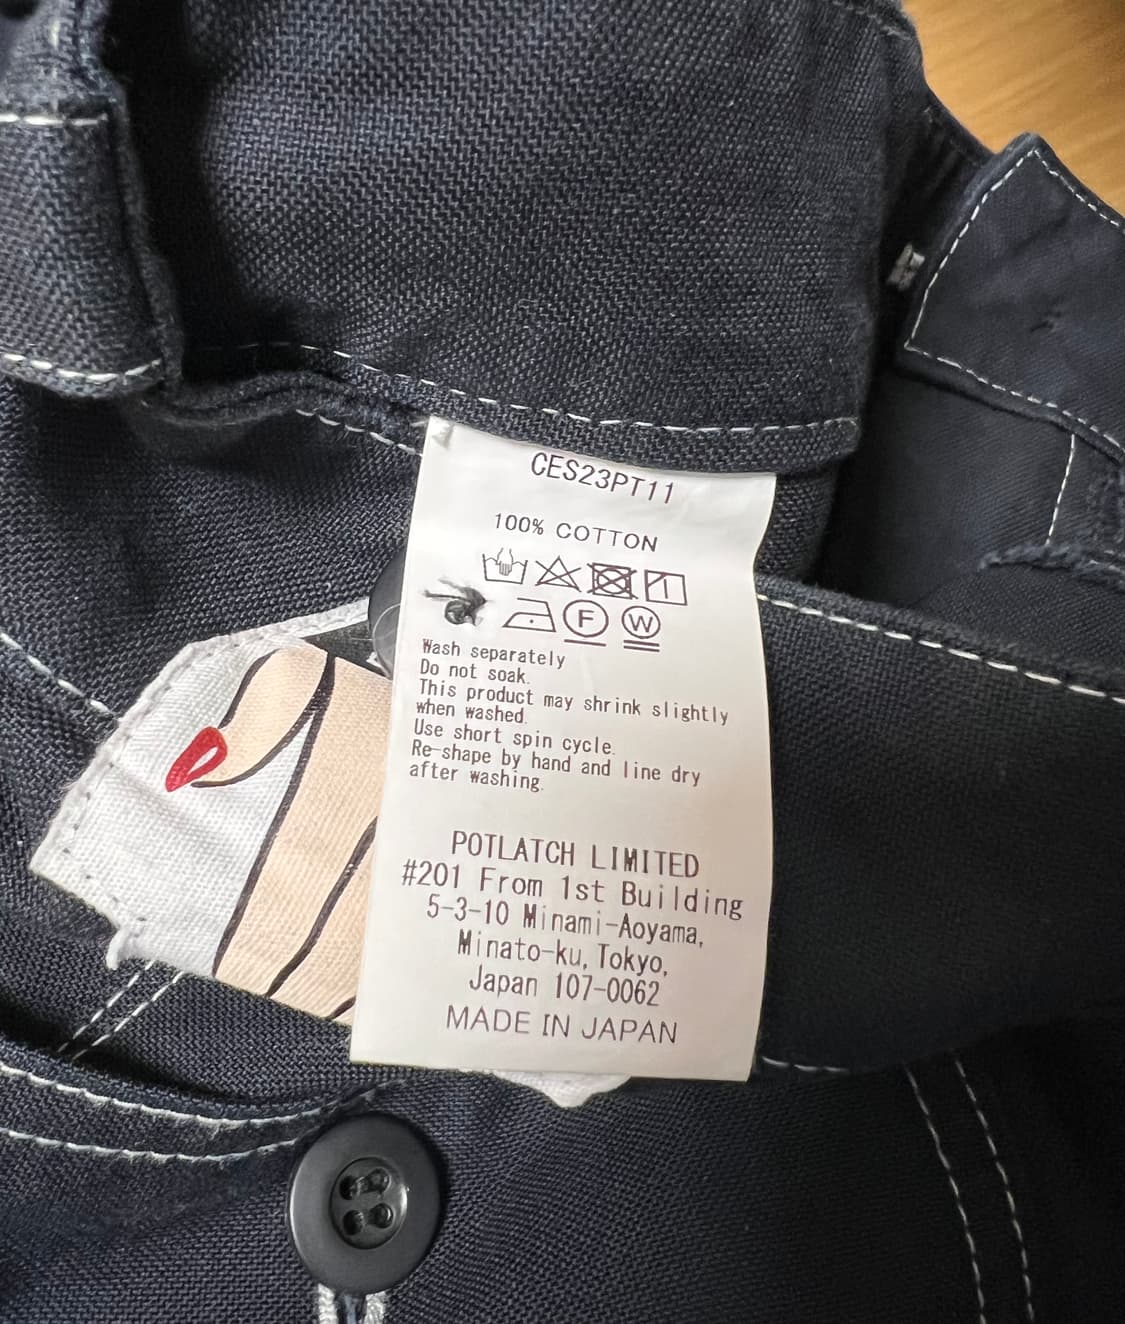 CES23PT11
100% COTTON
F W
Wash separately
Do not soak.
This product may shrink slightly
when washed.
Use short spin cycle.
Re-shape by hand and line dry
after washing.
POTLATCH LIMITED
#201 From 1st Building
5-3-10 Minami-Aoyama,
Minato-ku, Tokyo,
Japan 107-0062
MADE IN JAPAN